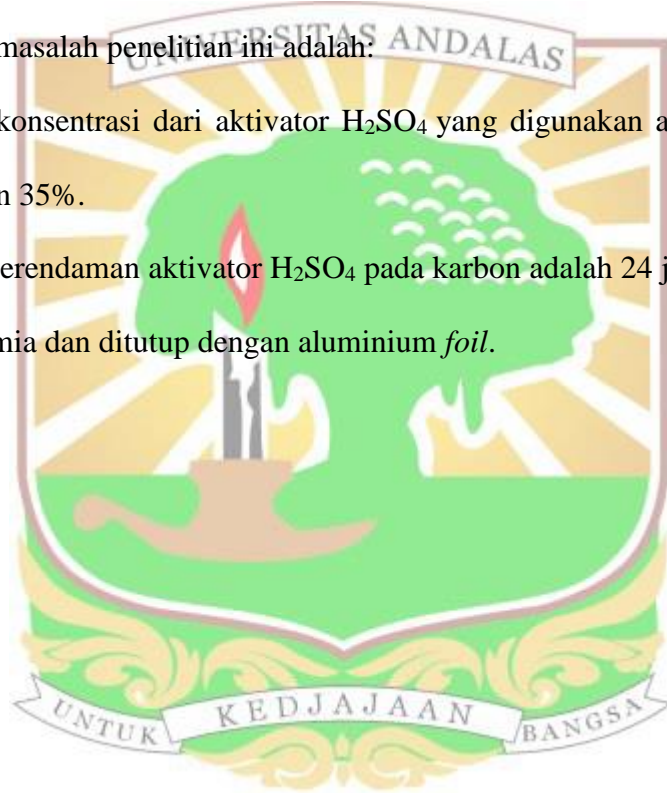 masalah penelitian ini adalah:
UNIVERSITAS ANDALAS
konsentrasi dari aktivator H₂SO₄ yang digunakan a
n 35%.
erendaman aktivator H₂SO₄ pada karbon adalah 24 j
mia dan ditutup dengan aluminium foil.
UNTUK KEDJAJAAN BANGSA